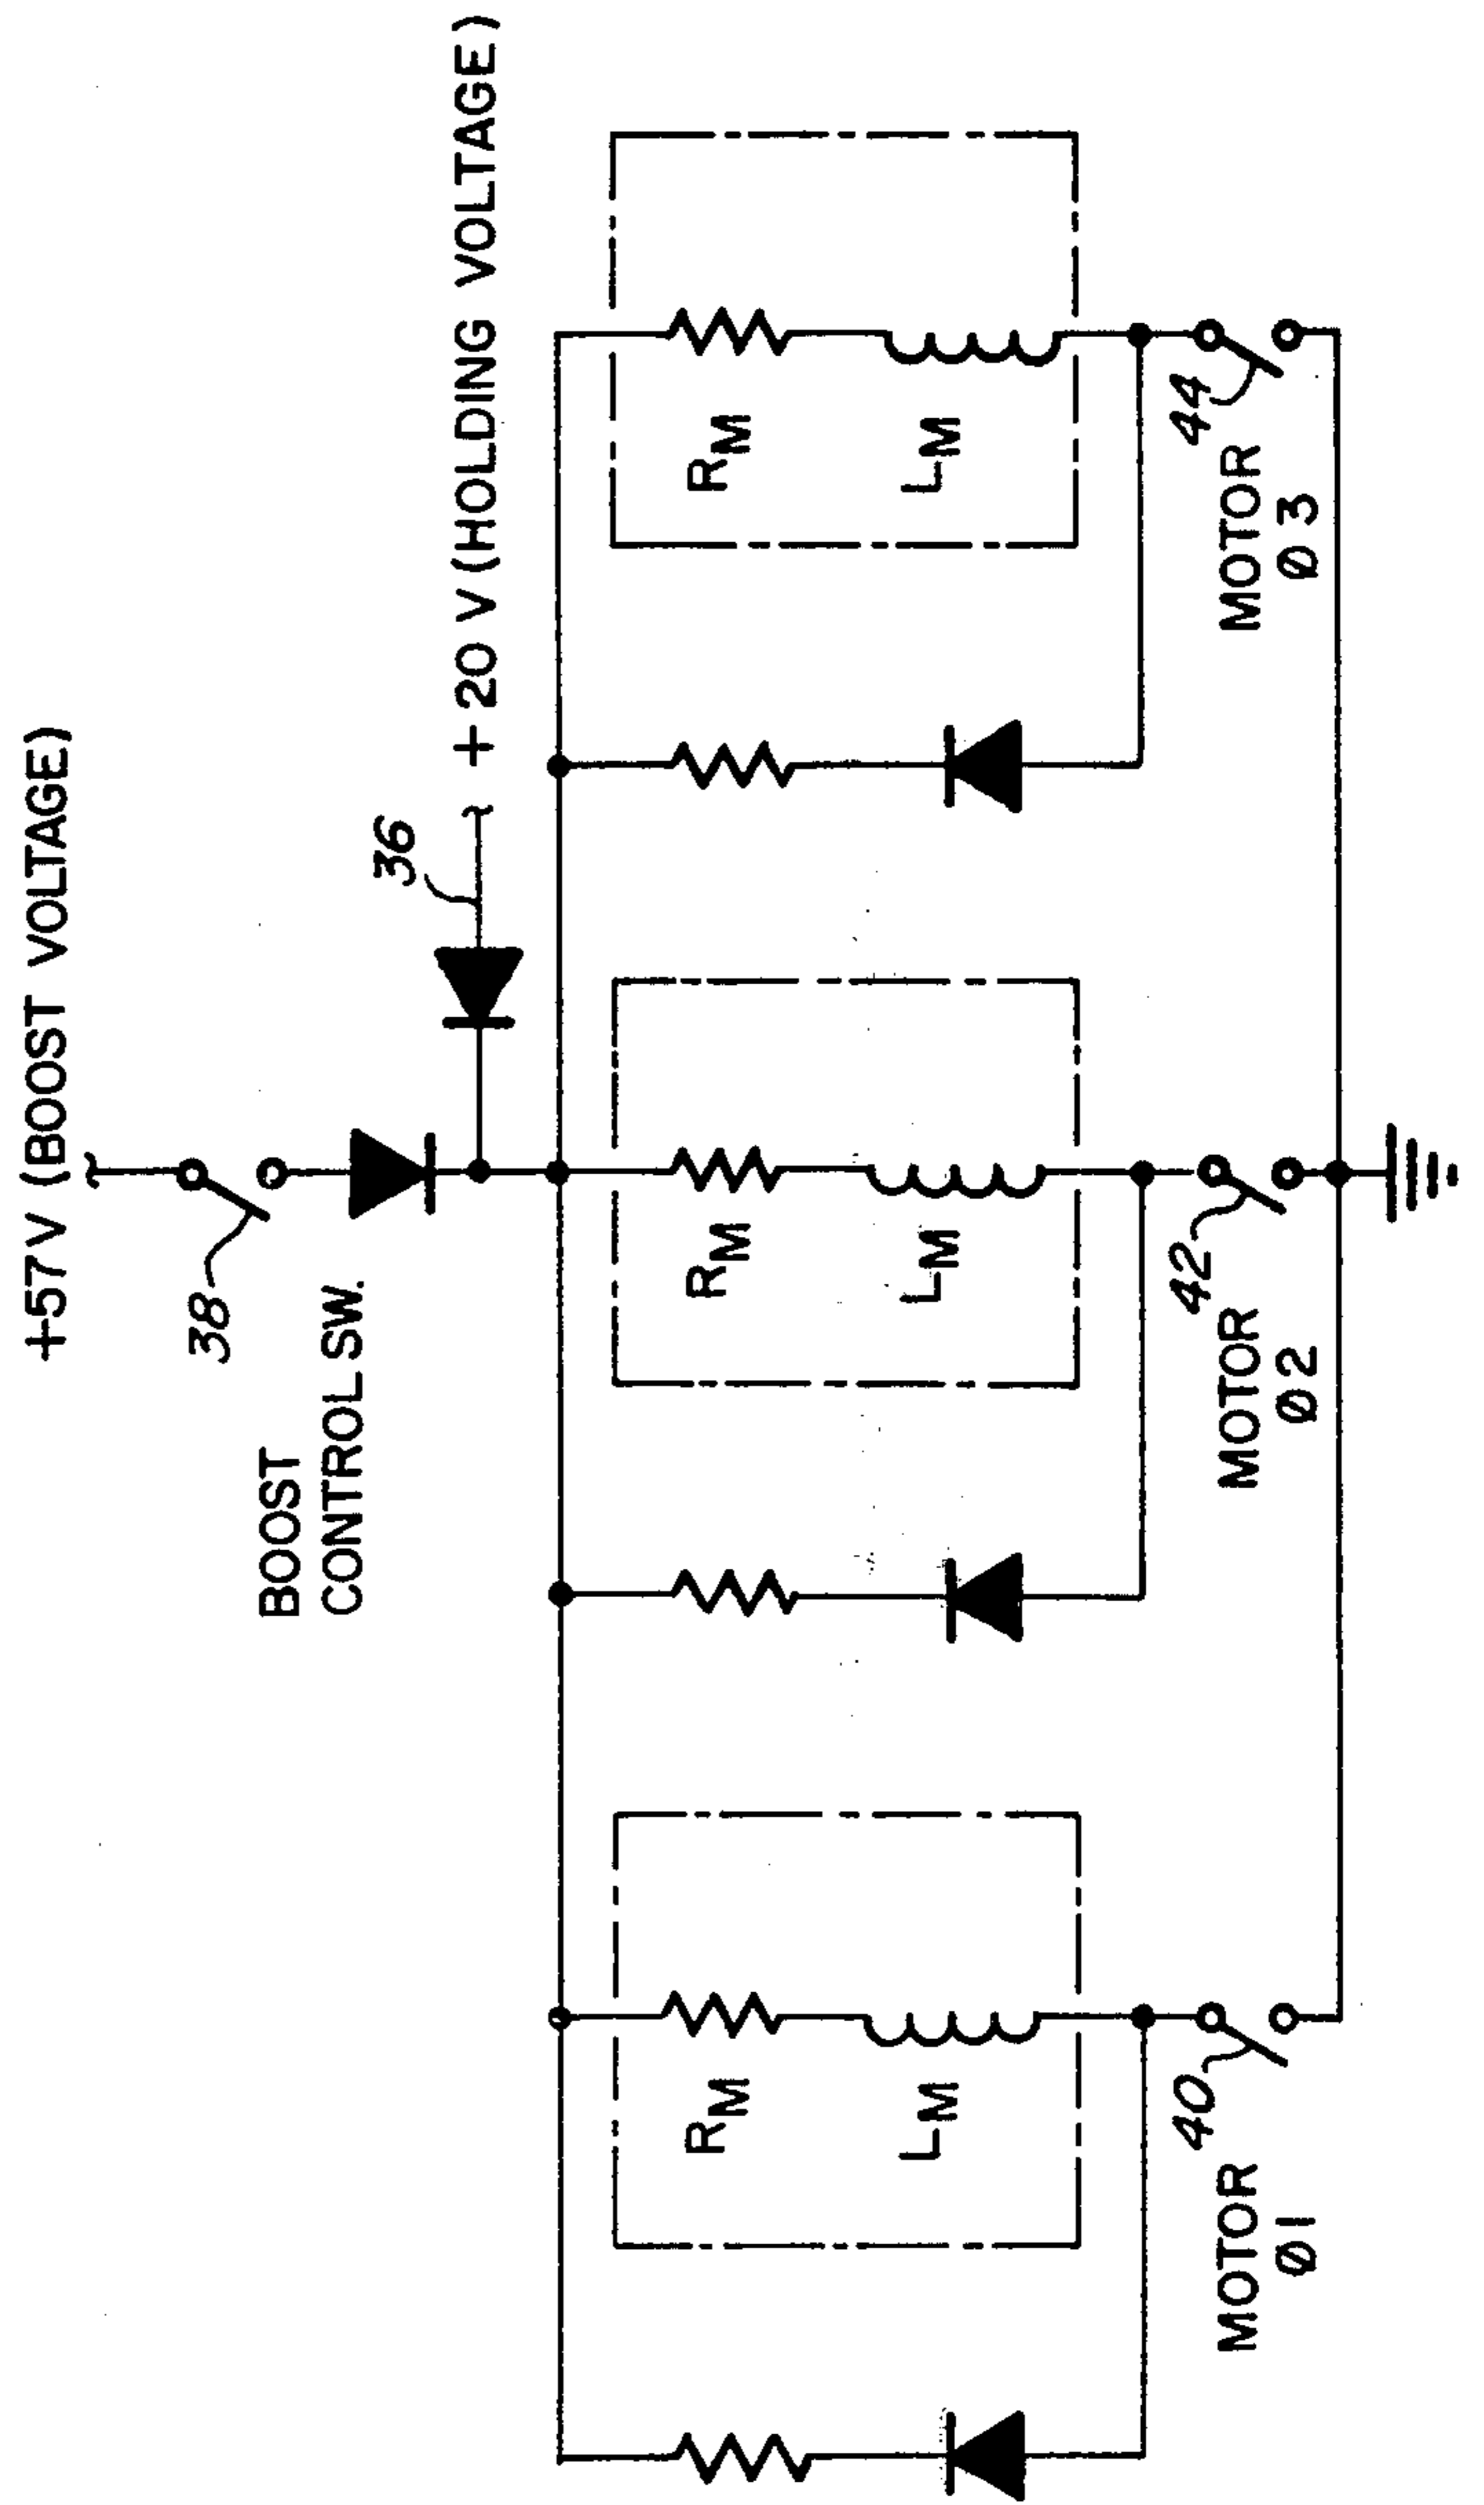 +57V (BOOST VOLTAGE)
38
BOOST
CONTROL SW.
36
+20V (HOLDING VOLTAGE)
RM
LM
RM
LM
RM
LM
40
MOTOR
Ø1
42
MOTOR
Ø2
44
MOTOR
Ø3